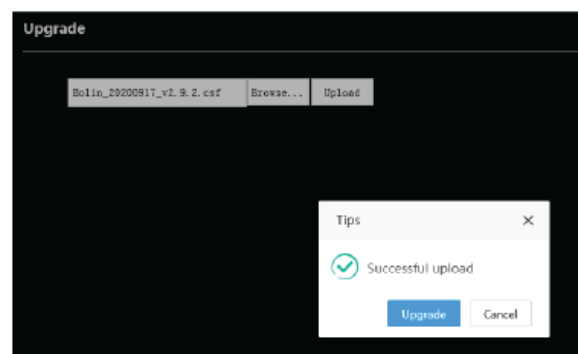 Upgrade
Bolin_20200917_v2.9.2.csf Browse... Upload
Tips
Successful upload
Upgrade Cancel